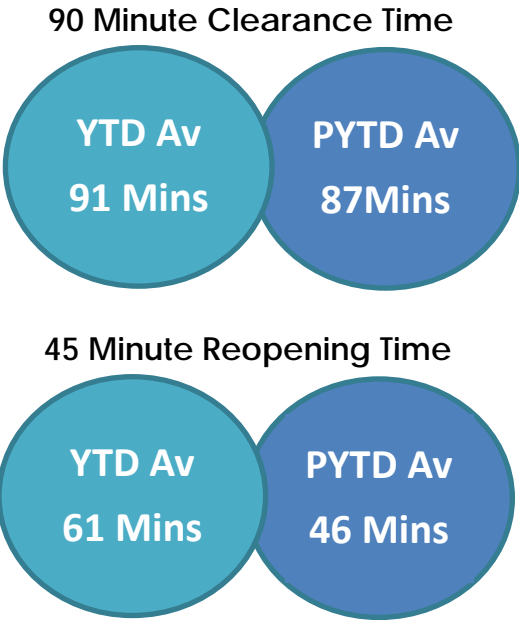 90 Minute Clearance Time
YTD Av
91 Mins
PYTD Av
87Mins
45 Minute Reopening Time
YTD Av
61 Mins
PYTD Av
46 Mins